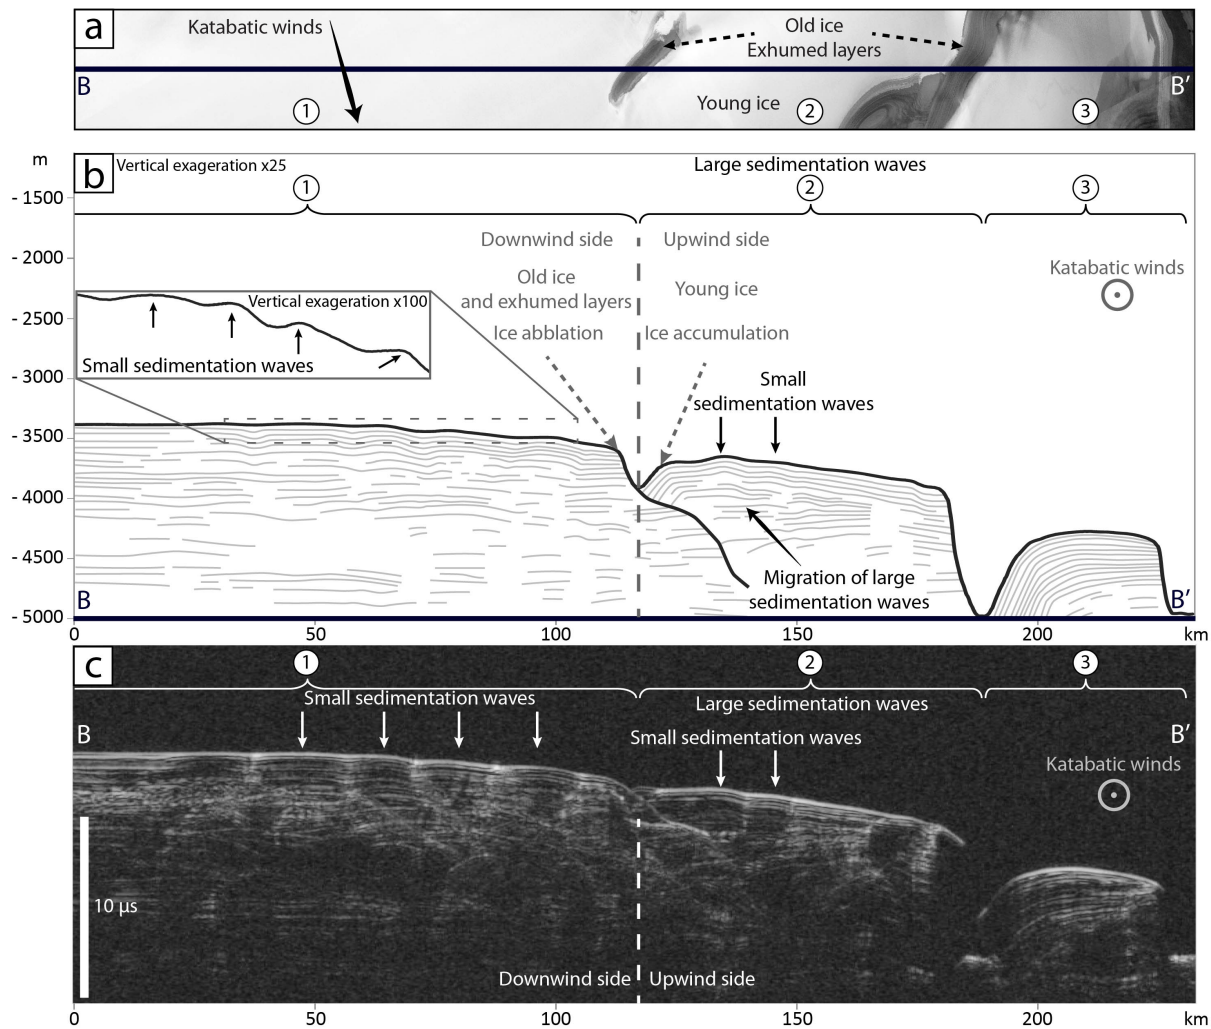 a
Katabatic winds
Old ice
Exhumed layers
B
B’
Young ice
1
2
3
m
b
Vertical exageration x25
Large sedimentation waves
1
2
3
- 1500
Downwind side
Upwind side
- 2000
Old ice
and exhumed layers
Young ice
Katabatic winds
Vertical exageration x100
- 2500
Ice abblation
Ice accumulation
Small sedimentation waves
- 3000
Small
sedimentation waves
- 3500
- 4000
- 4500
Migration of large
sedimentation waves
B
B’
- 5000
0
50
100
150
200
km
c
1
2
3
Small sedimentation waves
Large sedimentation waves
B
B’
Small sedimentation waves
Katabatic winds
10 µs
Downwind side
Upwind side
0
50
100
150
200
km